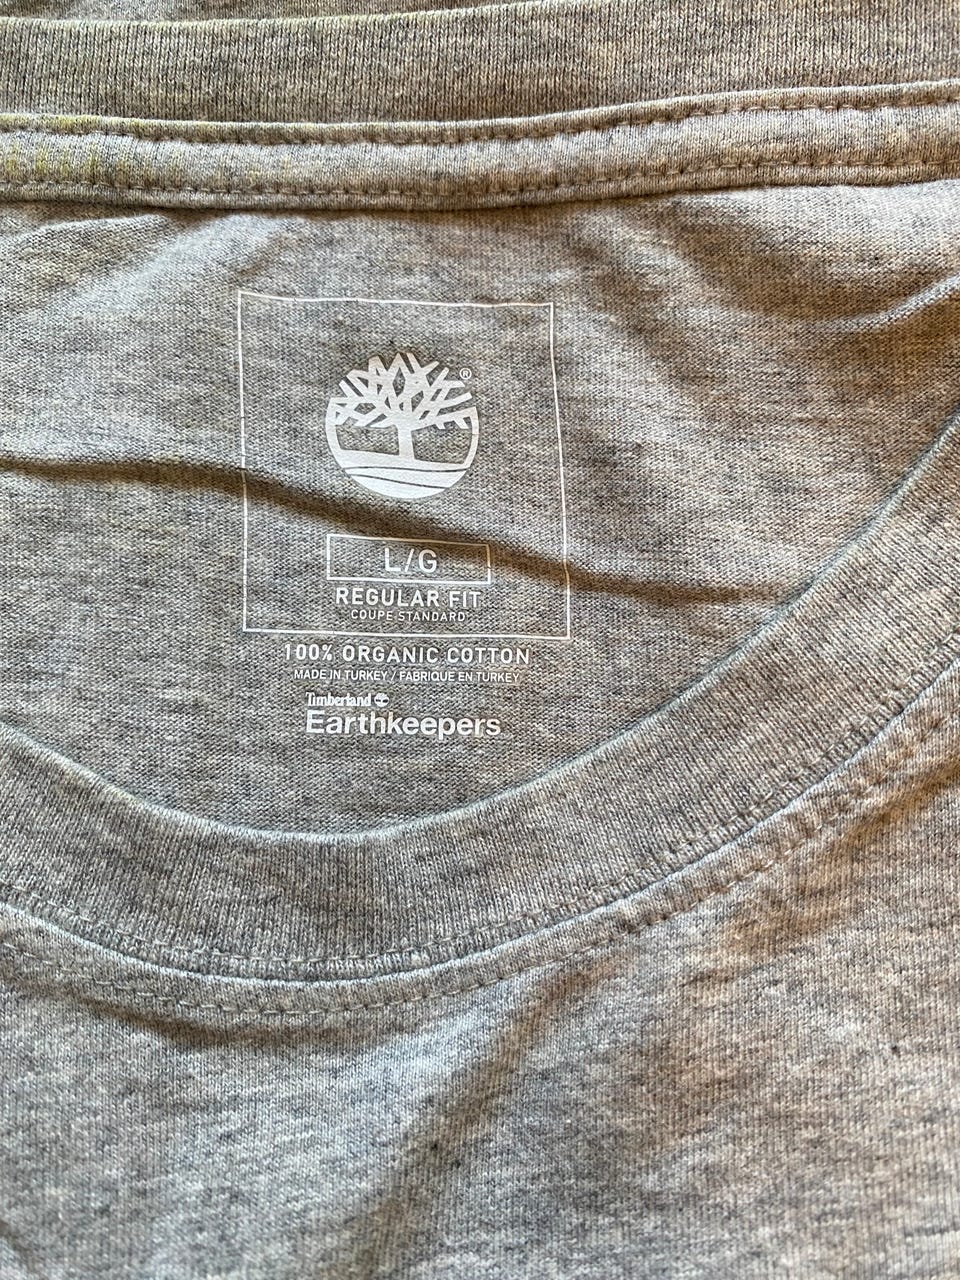 ®
L/G
REGULAR FIT
COUPE STANDARD
100% ORGANIC COTTON
MADE IN TURKEY / FABRIQUE EN TURKEY
Timberland
Earthkeepers